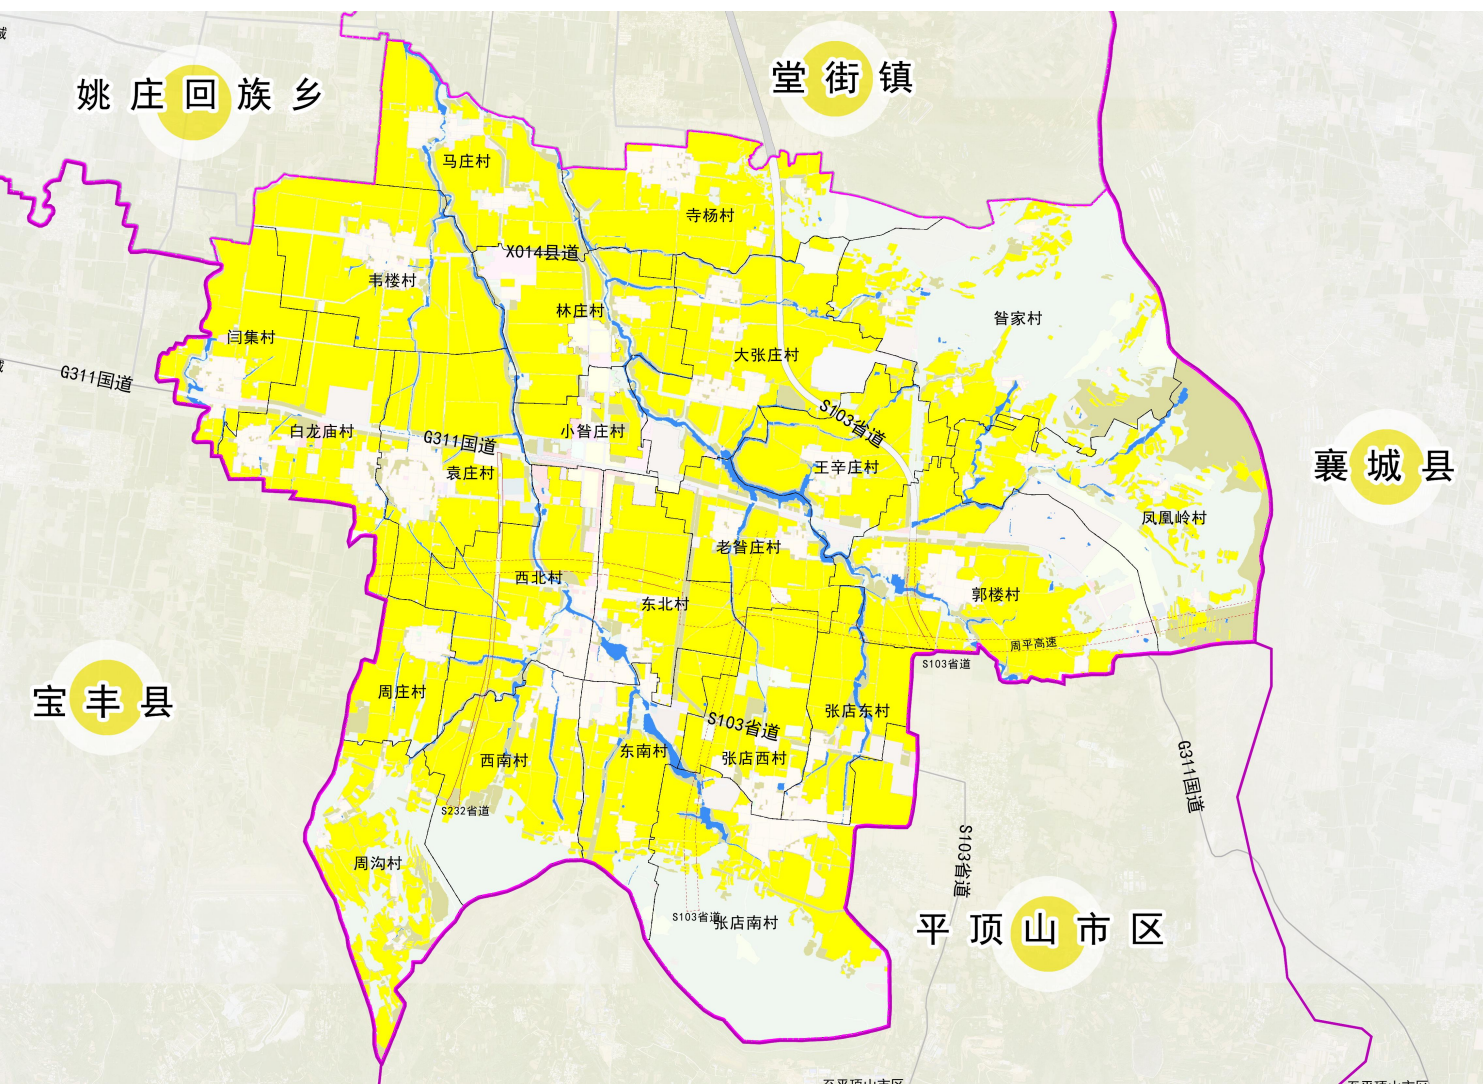 堂街镇
姚庄回族乡
马庄村
寺杨村
X014县道
韦楼村
林庄村
昝家村
闫集村
大张庄村
G311国道
S103省道
白龙庙村
G311国道
小昝庄村
袁庄村
王辛庄村
襄城县
凤凰岭村
老昝庄村
西北村
东北村
郭楼村
周平高速
S103省道
周庄村
宝丰县
张店东村
S103省道
西南村
东南村
张店西村
G311国道
S232省道
S103省道
周沟村
S103省道
张店南村
平顶山市区